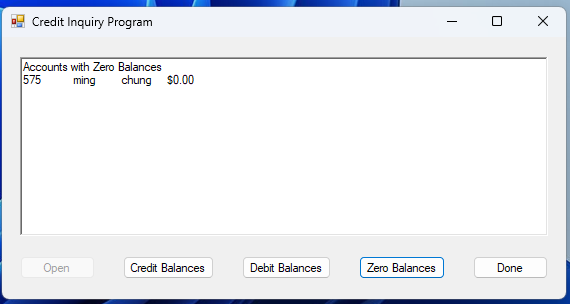 Credit Inquiry Program
Accounts with Zero Balances
575 ming chung $0.00
Open Credit Balances Debit Balances Zero Balances Done